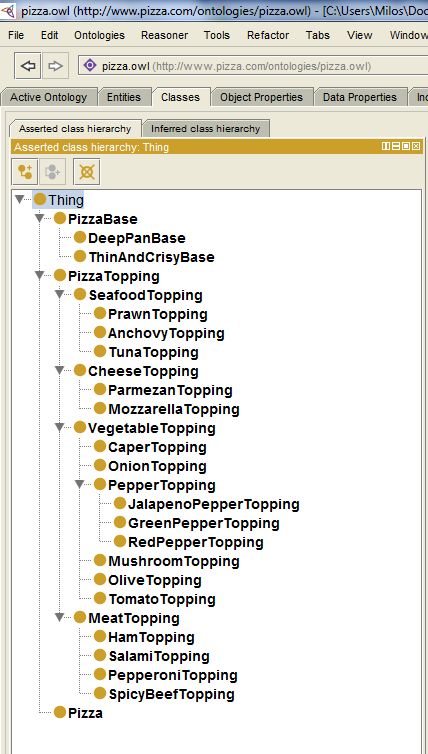 pizza.owl (http://www.pizza.com/ontologies/pizza.owl) - [C:\Users\Milos\Doc
File Edit Ontologies Reasoner Tools Refactor Tabs View Window
pizza.owl (http://www.pizza.com/ontologies/pizza.owl)
Active Ontology Entities Classes Object Properties Data Properties
Asserted class hierarchy Inferred class hierarchy
Asserted class hierarchy: Thing
Thing
PizzaBase
DeepPanBase
ThinAndCrisyBase
PizzaTopping
SeafoodTopping
PrawnTopping
AnchovyTopping
TunaTopping
CheeseTopping
ParmezanTopping
MozzarellaTopping
VegetableTopping
CaperTopping
OnionTopping
PepperTopping
JalapenoPepperTopping
GreenPepperTopping
RedPepperTopping
MushroomTopping
OliveTopping
TomatoTopping
MeatTopping
HamTopping
SalamiTopping
PepperoniTopping
SpicyBeefTopping
Pizza